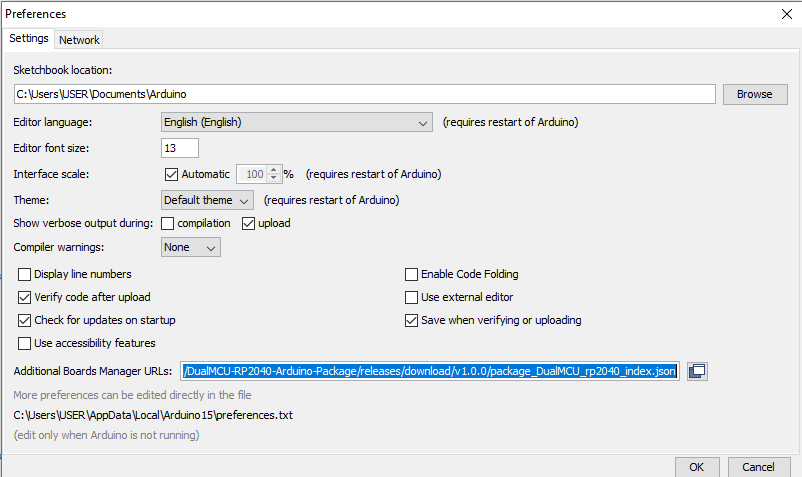 Preferences
Settings Network
Sketchbook location:
C:\Users\USER\Documents\Arduino Browse
Editor language: English (English) (requires restart of Arduino)
Editor font size: 13
Interface scale: Automatic 100 % (requires restart of Arduino)
Theme: Default theme (requires restart of Arduino)
Show verbose output during: compilation upload
Compiler warnings: None
Display line numbers Enable Code Folding
Verify code after upload Use external editor
Check for updates on startup Save when verifying or uploading
Use accessibility features
Additional Boards Manager URLs: /DualMCU-RP2040-Arduino-Package/releases/download/v1.0.0/package_DualMCU_rp2040_index.json
More preferences can be edited directly in the file
C:\Users\USER\AppData\Local\Arduino15\preferences.txt
(edit only when Arduino is not running)
OK Cancel